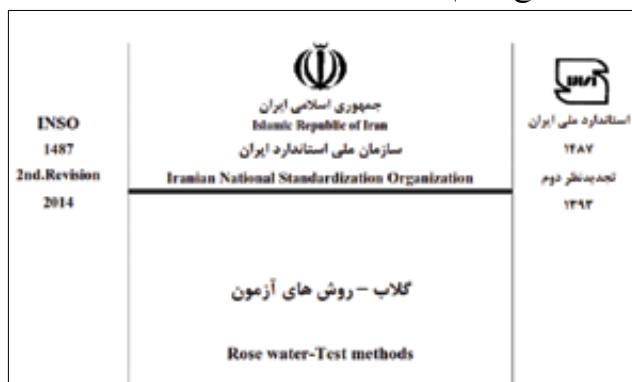 جمهوری اسلامی ایران
Islamic Republic of Iran
سازمان ملی استاندارد ایران
Iranian National Standardization Organization
استاندارد ملی ایران
۱۴۸۷
تجدیدنظر دوم
۱۳۹۳
INSO
1487
2nd.Revision
2014
گلاب – روش های آزمون
Rose water-Test methods